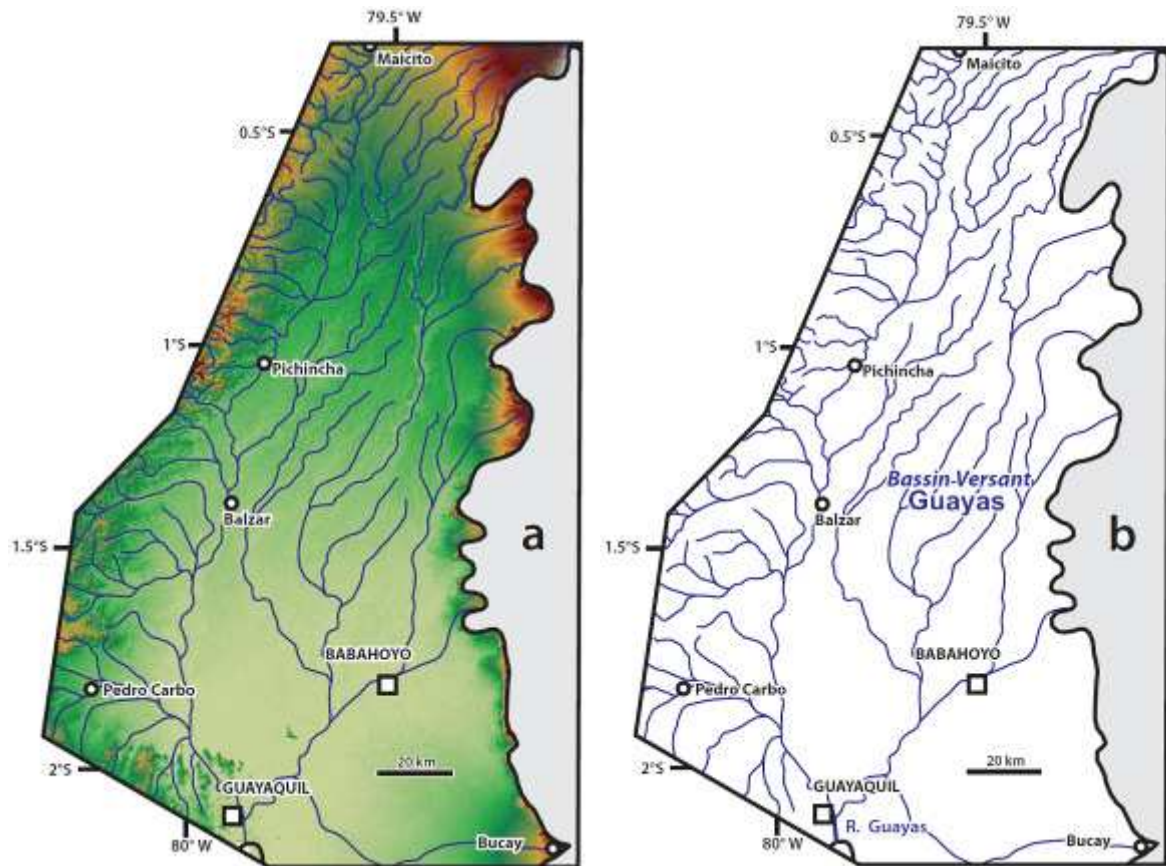 79.5° W
Maicito
0.5°S
1°S
Pichincha
Balzar
1.5°S
a
BABAHOYO
Pedro Carbo
20 km
2°S
GUAYAQUIL
80° W
Bucay
79.5° W
Maicito
0.5°S
1°S
Pichincha
Bassin-Versant
Guayas
Balzar
1.5°S
b
BABAHOYO
Pedro Carbo
20 km
2°S
GUAYAQUIL
R. Guayas
80° W
Bucay